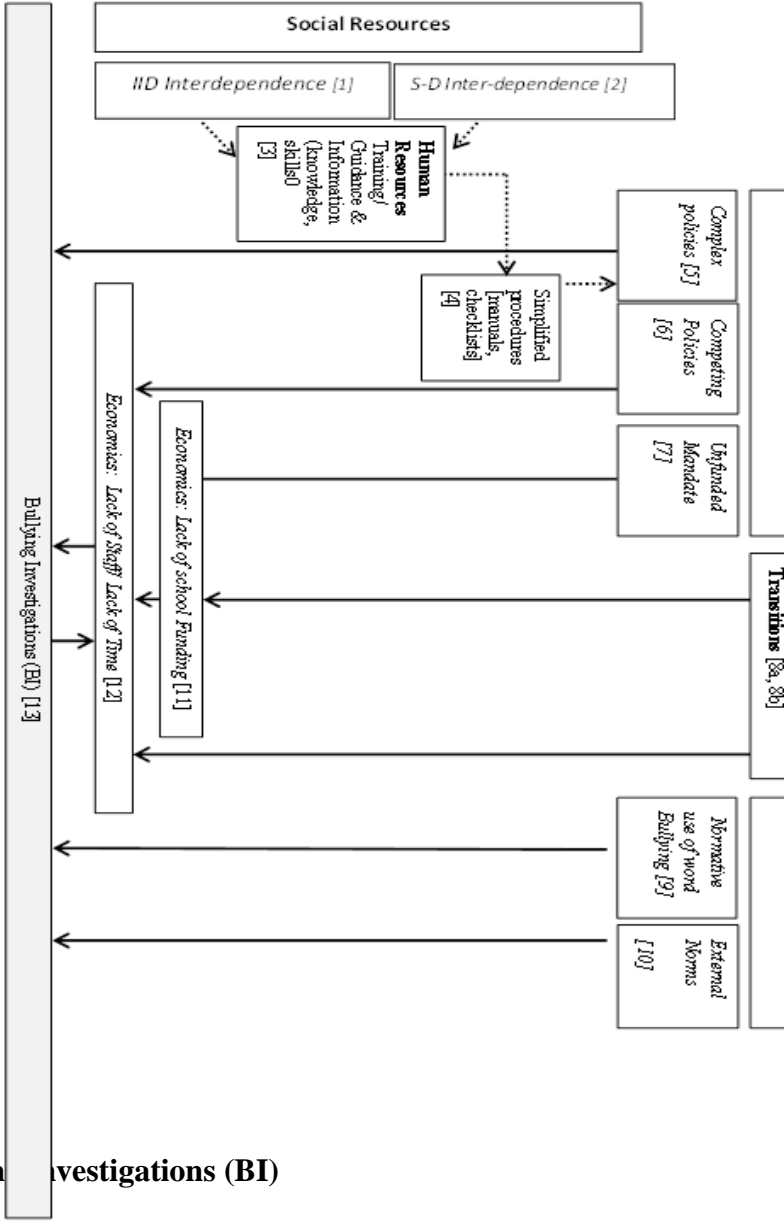 Social Resources
IID Interdependence [1]
S-D Inter-dependence [2]
Human
Resources
Training/
Guidance &
Information
(knowledge,
skills0
[3]
Simplified
procedures
[manuals,
checklists]
[4]
Complex
policies [5]
Competing
Policies
[6]
Unfunded
Mandate
[7]
Transitions [8a, 8b]
Normative
use of word
Bullying [9]
External
Norms
[10]
Economics: Lack of school Funding [11]
Economics: Lack of Staff/ Lack of Time [12]
Bullying Investigations (BI) [13]
vestigations (BI)